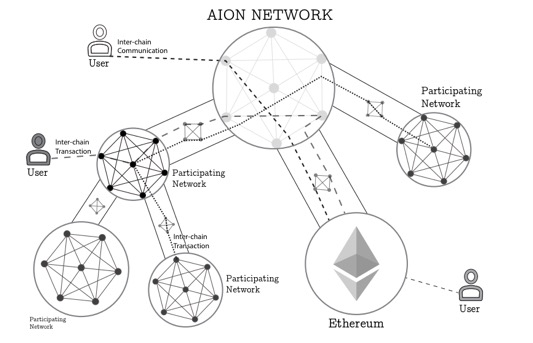 AION NETWORK
Inter-chain
Communication
User
Participating
Network
Inter-chain
Transaction
User
Participating
Network
Inter-chain
Transaction
Participating
Network
Participating
Network
Ethereum
User